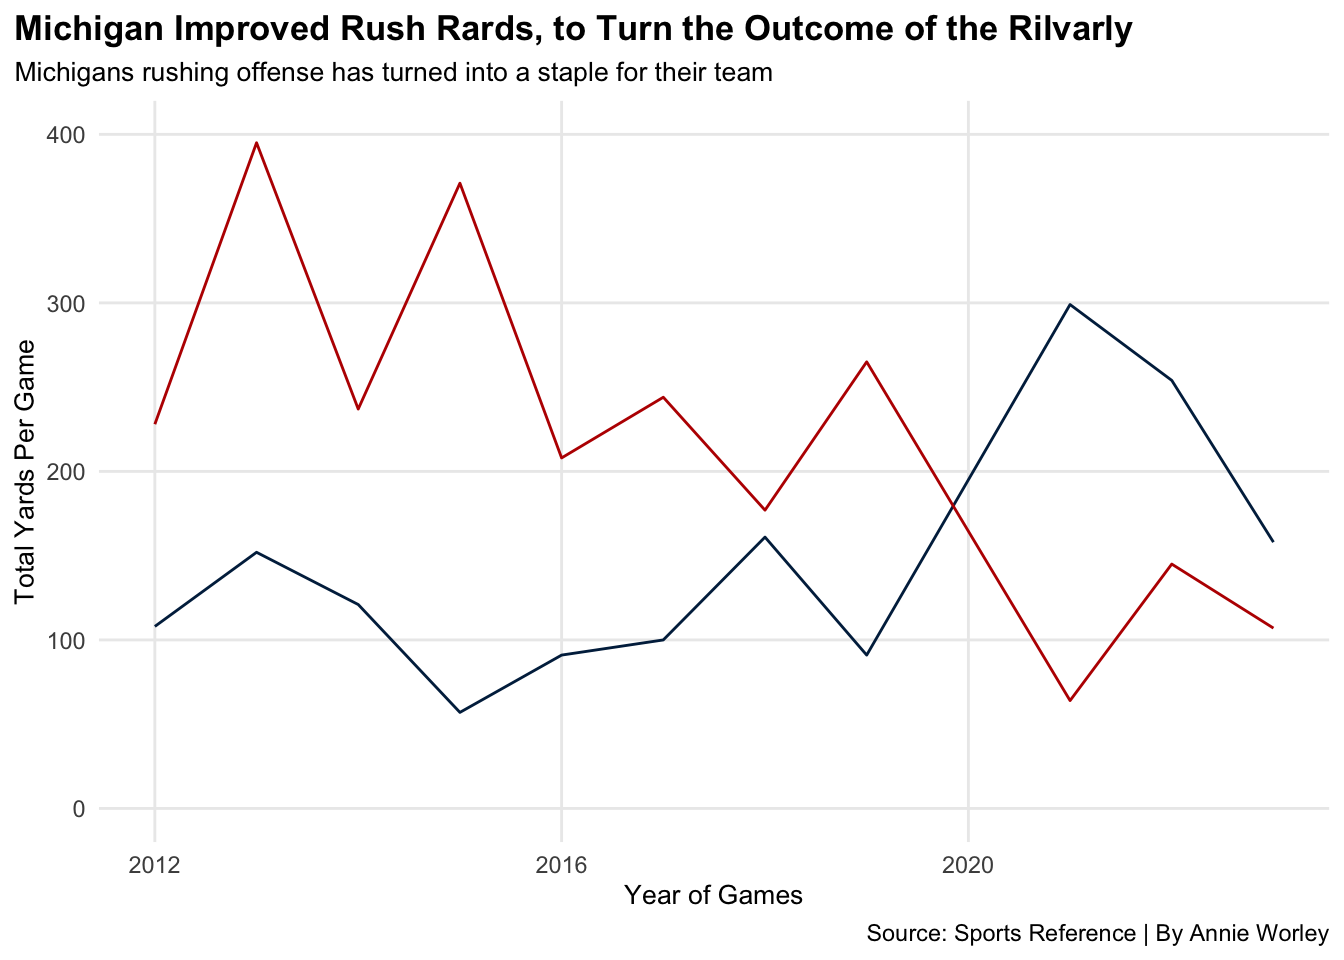 Michigan Improved Rush Rards, to Turn the Outcome of the Rilvarly
Michigans rushing offense has turned into a staple for their team
400
300
200
100
0
Total Yards Per Game
2012
2016
2020
Year of Games
Source: Sports Reference | By Annie Worley